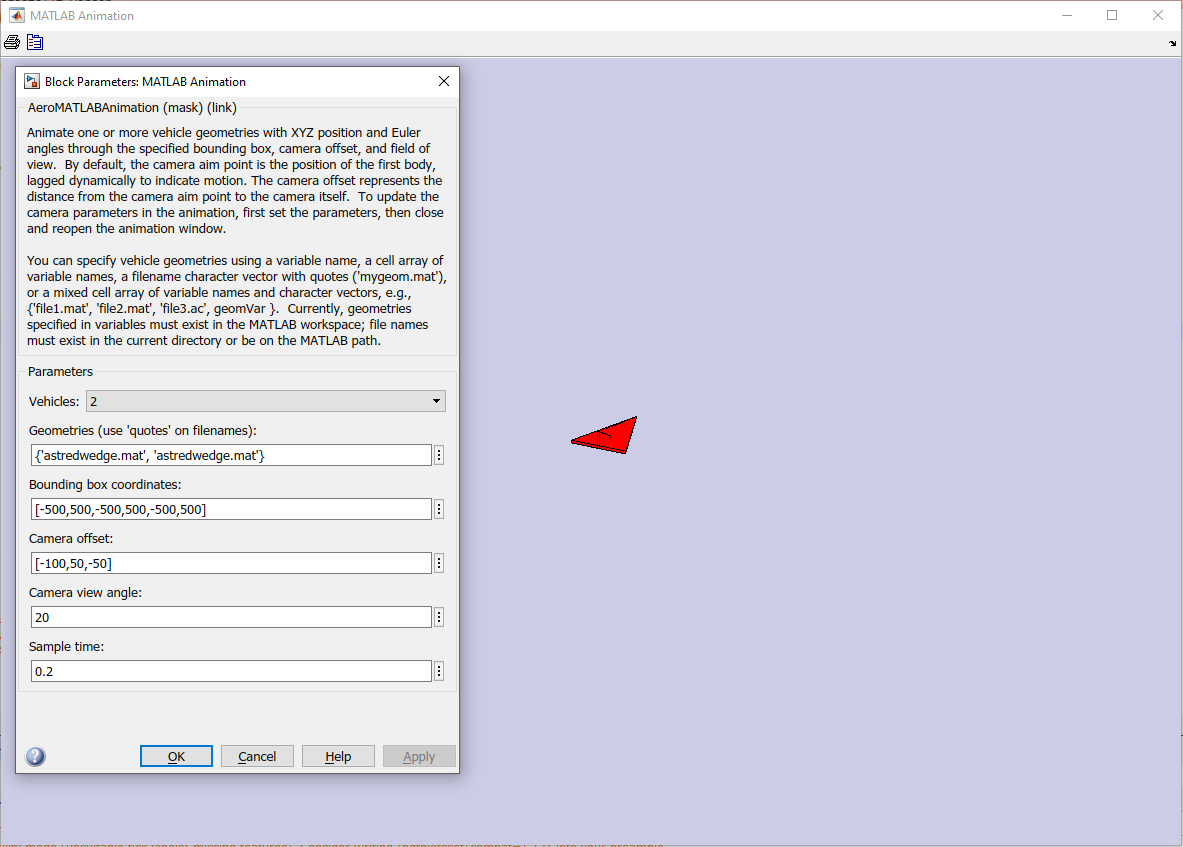 MATLAB Animation
Block Parameters: MATLAB Animation
AeroMATLABAnimation (mask) (link)
Animate one or more vehicle geometries with XYZ position and Euler
angles through the specified bounding box, camera offset, and field of
view.  By default, the camera aim point is the position of the first body,
lagged dynamically to indicate motion. The camera offset represents the
distance from the camera aim point to the camera itself.  To update the
camera parameters in the animation, first set the parameters, then close
and reopen the animation window.
You can specify vehicle geometries using a variable name, a cell array of
variable names, a filename character vector with quotes ('mygeom.mat'),
or a mixed cell array of variable names and character vectors, e.g.,
{'file1.mat', 'file2.mat', 'file3.ac', geomVar }.  Currently, geometries
specified in variables must exist in the MATLAB workspace; file names
must exist in the current directory or be on the MATLAB path.
Parameters
Vehicles: 2
Geometries (use 'quotes' on filenames):
{'astredwedge.mat', 'astredwedge.mat'}
Bounding box coordinates:
[-500,500,-500,500,-500,500]
Camera offset:
[-100,50,-50]
Camera view angle:
20
Sample time:
0.2
OK Cancel Help Apply